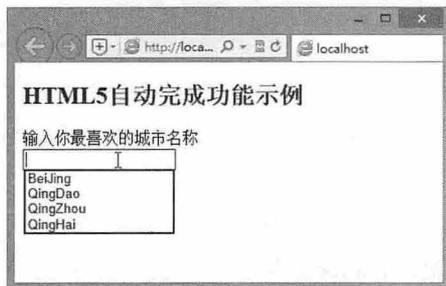 http://loca...
localhost
HTML5自动完成功能示例
输入你最喜欢的城市名称
BeiJing
QingDao
QingZhou
QingHai